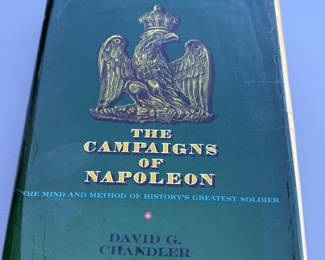 THE
CAMPAIGNS
OF
NAPOLEON
THE MIND AND METHOD OF HISTORY'S GREATEST SOLDIER
DAVID G.
CHANDLER